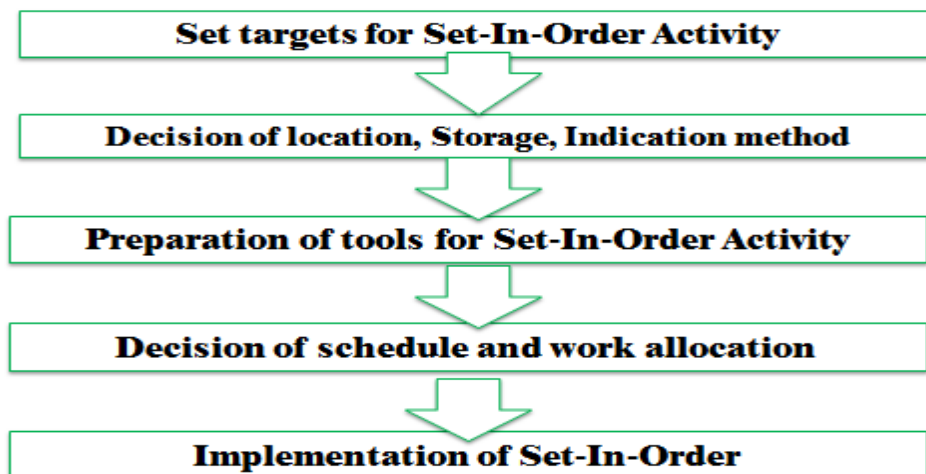 Set targets for Set-In-Order Activity
Decision of location, Storage, Indication method
Preparation of tools for Set-In-Order Activity
Decision of schedule and work allocation
Implementation of Set-In-Order